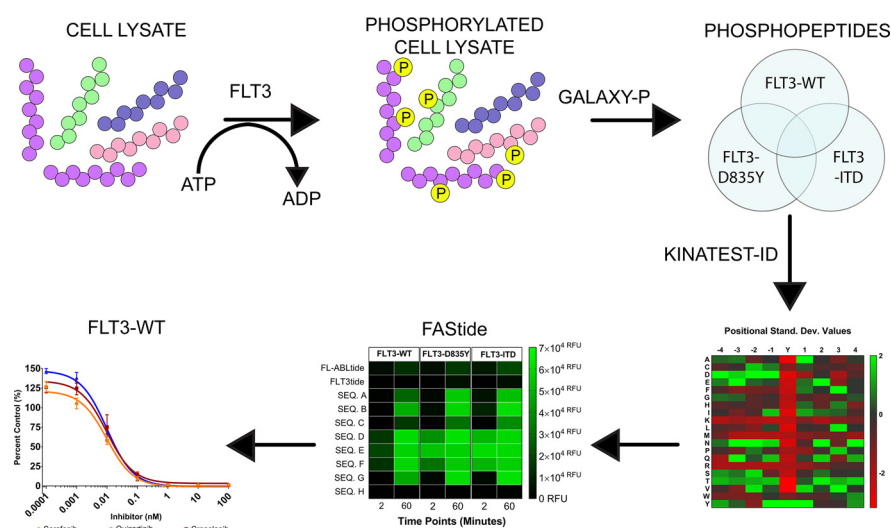 CELL LYSATE
FLT3
ATP
ADP
PHOSPHORYLATED
CELL LYSATE
P
P
P
P
P
P
GALAXY-P
PHOSPHOPEPTIDES
FLT3-WT
FLT3-
D835Y
FLT3
-ITD
KINATEST-ID
Positional Stand. Dev. Values
-4 -3 -2 -1 Y 1 2 3 4
A
C
D
E
F
G
H
I
K
L
M
N
P
Q
R
S
T
V
W
Y
2
0
-2
FAStide
FLT3-WT FLT3-D835Y FLT3-ITD
FL-ABLtide
FLT3tide
SEQ. A
SEQ. B
SEQ. C
SEQ. D
SEQ. E
SEQ. F
SEQ. G
SEQ. H
2 60 2 60 2 60
Time Points (Minutes)
7×10⁴ RFU
6×10⁴ RFU
5×10⁴ RFU
4×10⁴ RFU
3×10⁴ RFU
2×10⁴ RFU
1×10⁴ RFU
0 RFU
FLT3-WT
Percent Control (%)
150
125
100
75
50
25
0
0.0001 0.001 0.01 0.1 1 10 100
Inhibitor (nM)